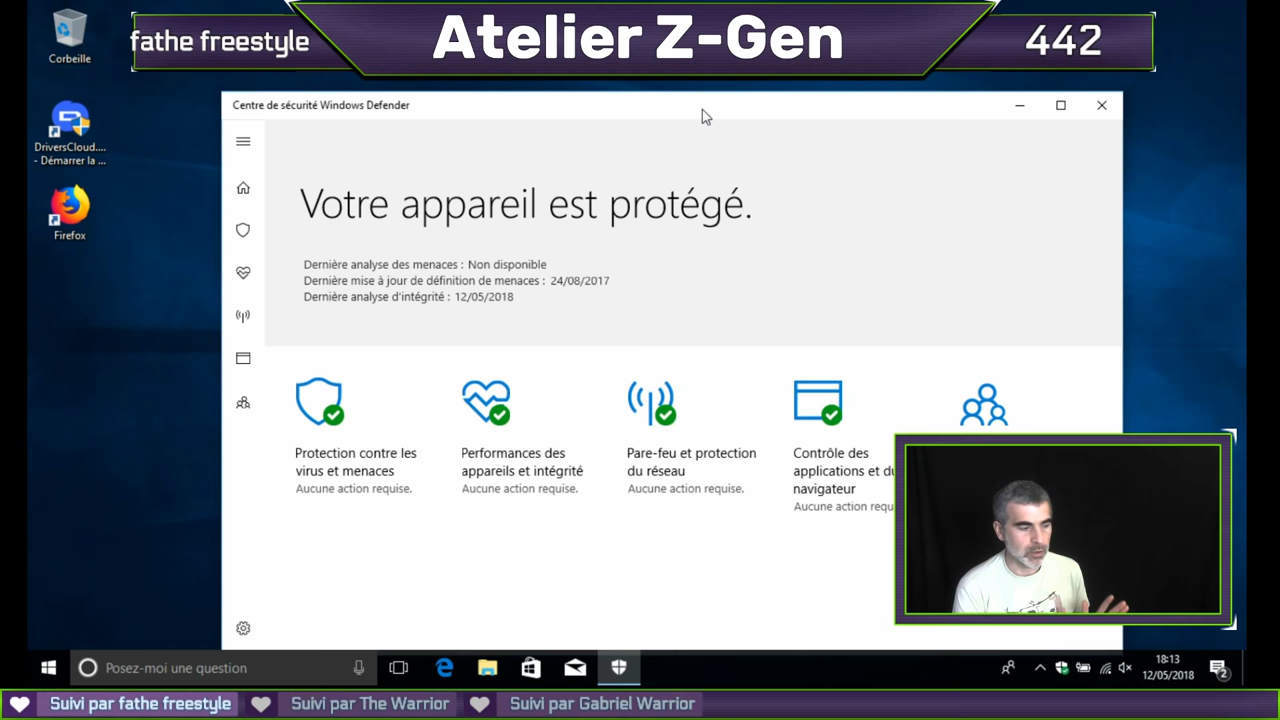 fathe freestyle
Atelier Z-Gen
442
Corbeille
DriversCloud....
- Démarrer la ...
Firefox
Centre de sécurité Windows Defender
Votre appareil est protégé.
Dernière analyse des menaces : Non disponible
Dernière mise à jour de définition de menaces : 24/08/2017
Dernière analyse d'intégrité : 12/05/2018
Protection contre les
virus et menaces
Aucune action requise.
Performances des
appareils et intégrité
Aucune action requise.
Pare-feu et protection
du réseau
Aucune action requise.
Contrôle des
applications et du
navigateur
Aucune action requ
Posez-moi une question
18:13
12/05/2018
2
Suivi par fathe freestyle
Suivi par The Warrior
Suivi par Gabriel Warrior